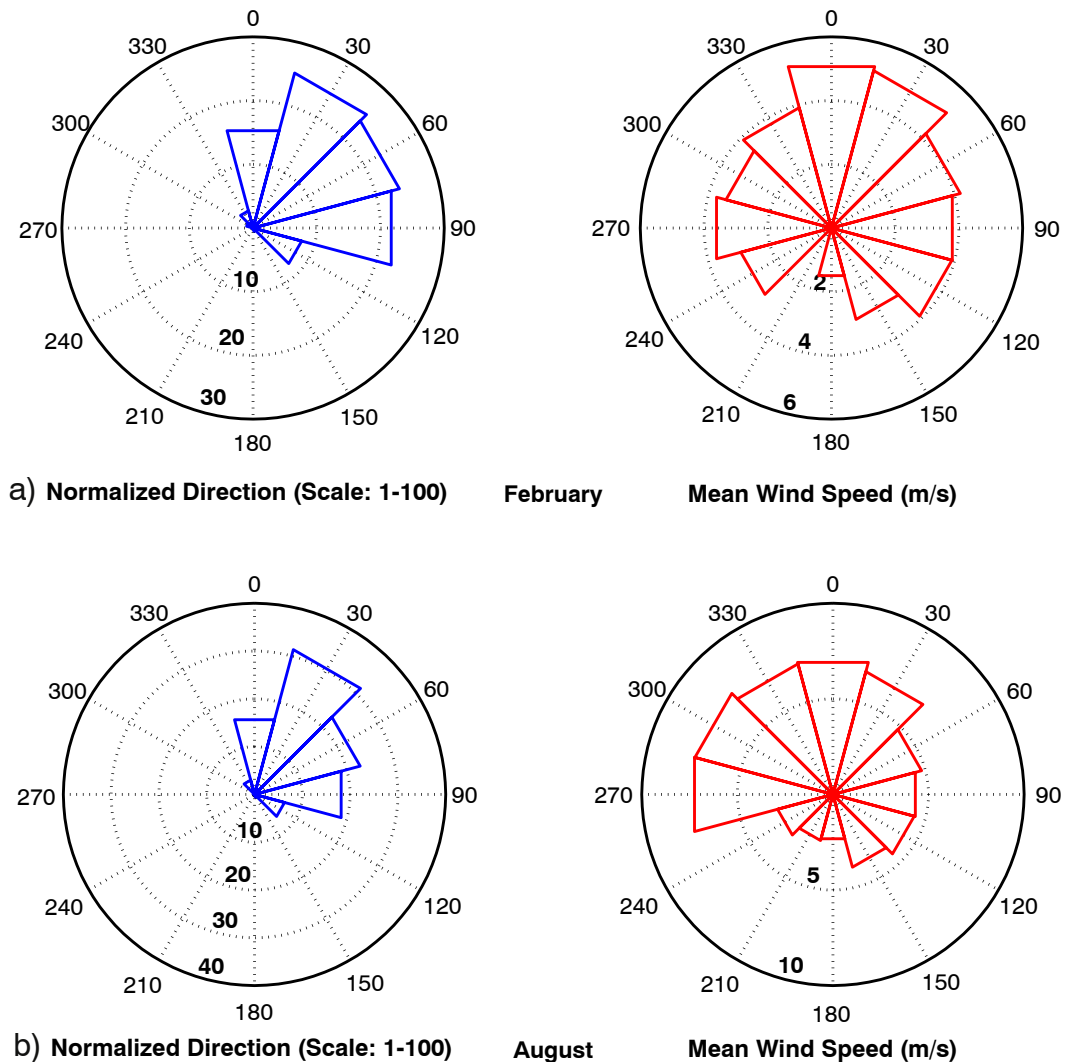 0 0
330 30 330 30
300 60 300 60
270 90 270 90
10 2
240 120 240 120
20 4
30 6
210 150 210 150
180 180
a) Normalized Direction (Scale: 1-100) February Mean Wind Speed (m/s)
0 0
330 30 330 30
300 60 300 60
270 90 270 90
10
20 5
240 120 240 120
30
40 10
210 150 210 150
180 180
b) Normalized Direction (Scale: 1-100) August Mean Wind Speed (m/s)